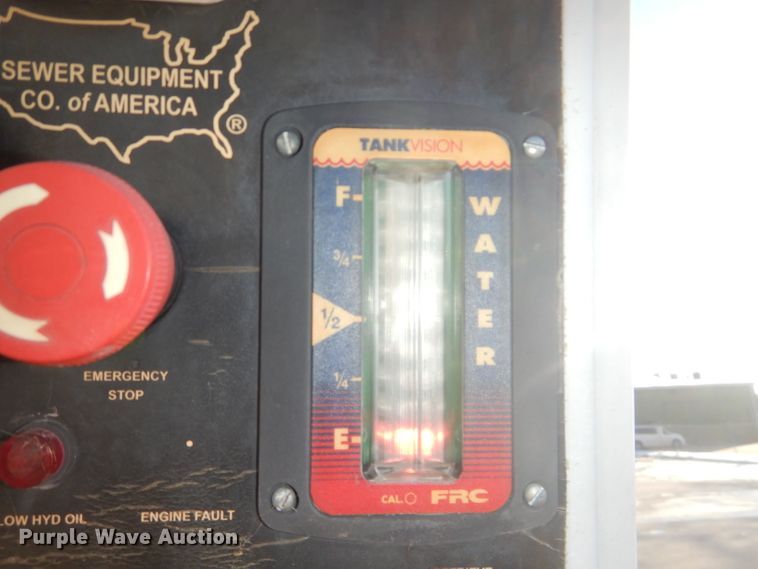 SEWER EQUIPMENT
CO. of AMERICA
®
TANKVISION
F
3/4
1/2
1/4
E
WATER
CAL
FRC
EMERGENCY
STOP
LOW HYD OIL
ENGINE FAULT
Purple Wave Auction